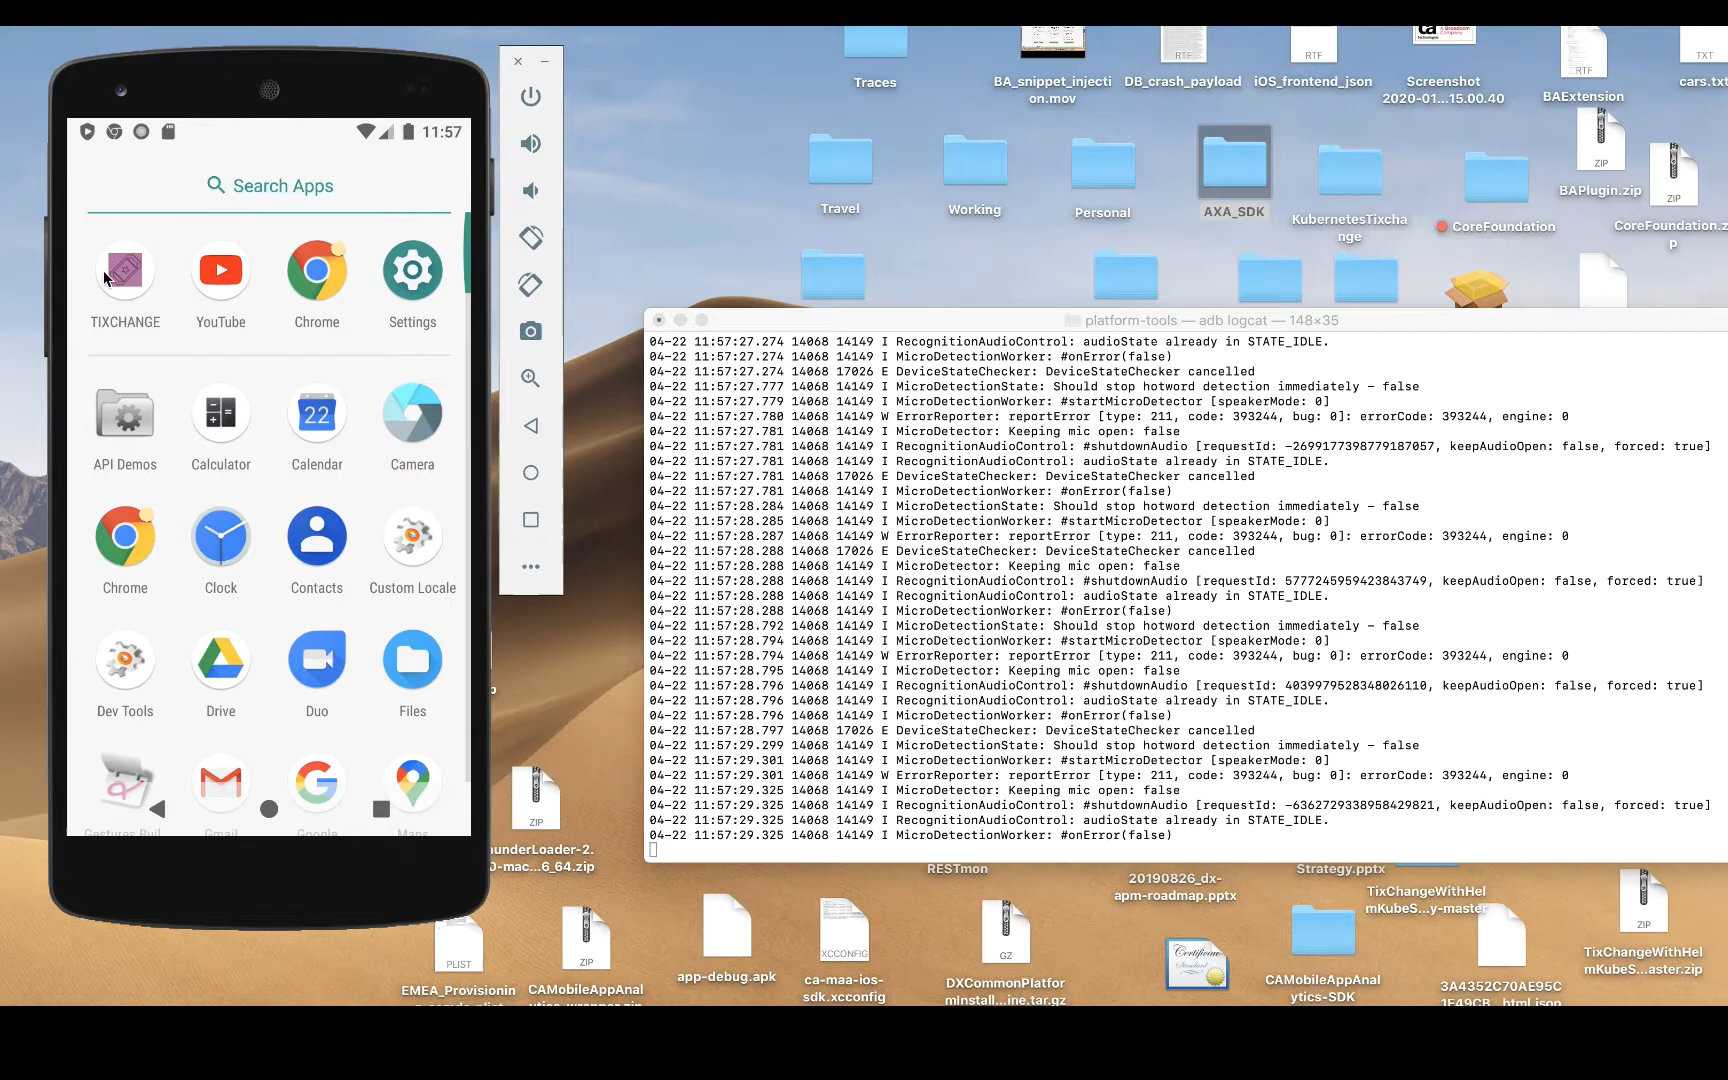 11:57
Search Apps
TIXCHANGE
YouTube
Chrome
Settings
22
API Demos
Calculator
Calendar
Camera
Chrome
Clock
Contacts
Custom Locale
Dev Tools
Drive
Duo
Files
Gmail
Google
Maps
Traces
BA_snippet_injecti
on.mov
RTF
DB_crash_payload
RTF
iOS_frontend_json
ca
technologies
Screenshot
2020-01...15.00.40
RTF
BAExtension
TXT
cars.txt
Travel
Working
Personal
AXA_SDK
KubernetesTixcha
nge
CoreFoundation
ZIP
BAPlugin.zip
ZIP
CoreFoundation.z
p
platform-tools — adb logcat — 148×35
04-22 11:57:27.274 14068 14149 I RecognitionAudioControl: audioState already in STATE_IDLE.
04-22 11:57:27.274 14068 14149 I MicroDetectionWorker: #onError(false)
04-22 11:57:27.274 14068 17026 E DeviceStateChecker: DeviceStateChecker cancelled
04-22 11:57:27.777 14068 14149 I MicroDetectionState: Should stop hotword detection immediately - false
04-22 11:57:27.779 14068 14149 I MicroDetectionWorker: #startMicroDetector [speakerMode: 0]
04-22 11:57:27.780 14068 14149 W ErrorReporter: reportError [type: 211, code: 393244, bug: 0]: errorCode: 393244, engine: 0
04-22 11:57:27.781 14068 14149 I MicroDetector: Keeping mic open: false
04-22 11:57:27.781 14068 14149 I RecognitionAudioControl: #shutdownAudio [requestId: -2699177398779187057, keepAudioOpen: false, forced: true]
04-22 11:57:27.781 14068 14149 I RecognitionAudioControl: audioState already in STATE_IDLE.
04-22 11:57:27.781 14068 17026 E DeviceStateChecker: DeviceStateChecker cancelled
04-22 11:57:27.781 14068 14149 I MicroDetectionWorker: #onError(false)
04-22 11:57:28.284 14068 14149 I MicroDetectionState: Should stop hotword detection immediately - false
04-22 11:57:28.285 14068 14149 I MicroDetectionWorker: #startMicroDetector [speakerMode: 0]
04-22 11:57:28.287 14068 14149 W ErrorReporter: reportError [type: 211, code: 393244, bug: 0]: errorCode: 393244, engine: 0
04-22 11:57:28.288 14068 17026 E DeviceStateChecker: DeviceStateChecker cancelled
04-22 11:57:28.288 14068 14149 I MicroDetector: Keeping mic open: false
04-22 11:57:28.288 14068 14149 I RecognitionAudioControl: #shutdownAudio [requestId: 5777245959423843749, keepAudioOpen: false, forced: true]
04-22 11:57:28.288 14068 14149 I RecognitionAudioControl: audioState already in STATE_IDLE.
04-22 11:57:28.288 14068 14149 I MicroDetectionWorker: #onError(false)
04-22 11:57:28.792 14068 14149 I MicroDetectionState: Should stop hotword detection immediately - false
04-22 11:57:28.794 14068 14149 I MicroDetectionWorker: #startMicroDetector [speakerMode: 0]
04-22 11:57:28.794 14068 14149 W ErrorReporter: reportError [type: 211, code: 393244, bug: 0]: errorCode: 393244, engine: 0
04-22 11:57:28.795 14068 14149 I MicroDetector: Keeping mic open: false
04-22 11:57:28.796 14068 14149 I RecognitionAudioControl: #shutdownAudio [requestId: 4039979528348026110, keepAudioOpen: false, forced: true]
04-22 11:57:28.796 14068 14149 I RecognitionAudioControl: audioState already in STATE_IDLE.
04-22 11:57:28.796 14068 14149 I MicroDetectionWorker: #onError(false)
04-22 11:57:28.797 14068 17026 E DeviceStateChecker: DeviceStateChecker cancelled
04-22 11:57:29.299 14068 14149 I MicroDetectionState: Should stop hotword detection immediately - false
04-22 11:57:29.301 14068 14149 I MicroDetectionWorker: #startMicroDetector [speakerMode: 0]
04-22 11:57:29.301 14068 14149 W ErrorReporter: reportError [type: 211, code: 393244, bug: 0]: errorCode: 393244, engine: 0
04-22 11:57:29.325 14068 14149 I MicroDetector: Keeping mic open: false
04-22 11:57:29.325 14068 14149 I RecognitionAudioControl: #shutdownAudio [requestId: -6362729338958429821, keepAudioOpen: false, forced: true]
04-22 11:57:29.325 14068 14149 I RecognitionAudioControl: audioState already in STATE_IDLE.
04-22 11:57:29.325 14068 14149 I MicroDetectionWorker: #onError(false)
ZIP
underLoader-2.
0-mac...6_64.zip
RESTmon
20190826_dx-
apm-roadmap.pptx
Strategy.pptx
TixChangeWithHel
mKubeS...y-master
ZIP
TixChangeWithHel
mKubeS...aster.zip
PLIST
EMEA_Provisionin
ZIP
CAMobileAppAnal
app-debug.apk
XCCONFIG
ca-maa-ios-
sdk.xcconfig
GZ
DXCommonPlatfor
mInstall...ine.tar.gz
Certificate
Standard
CAMobileAppAnal
ytics-SDK
3A4352C70AE95C